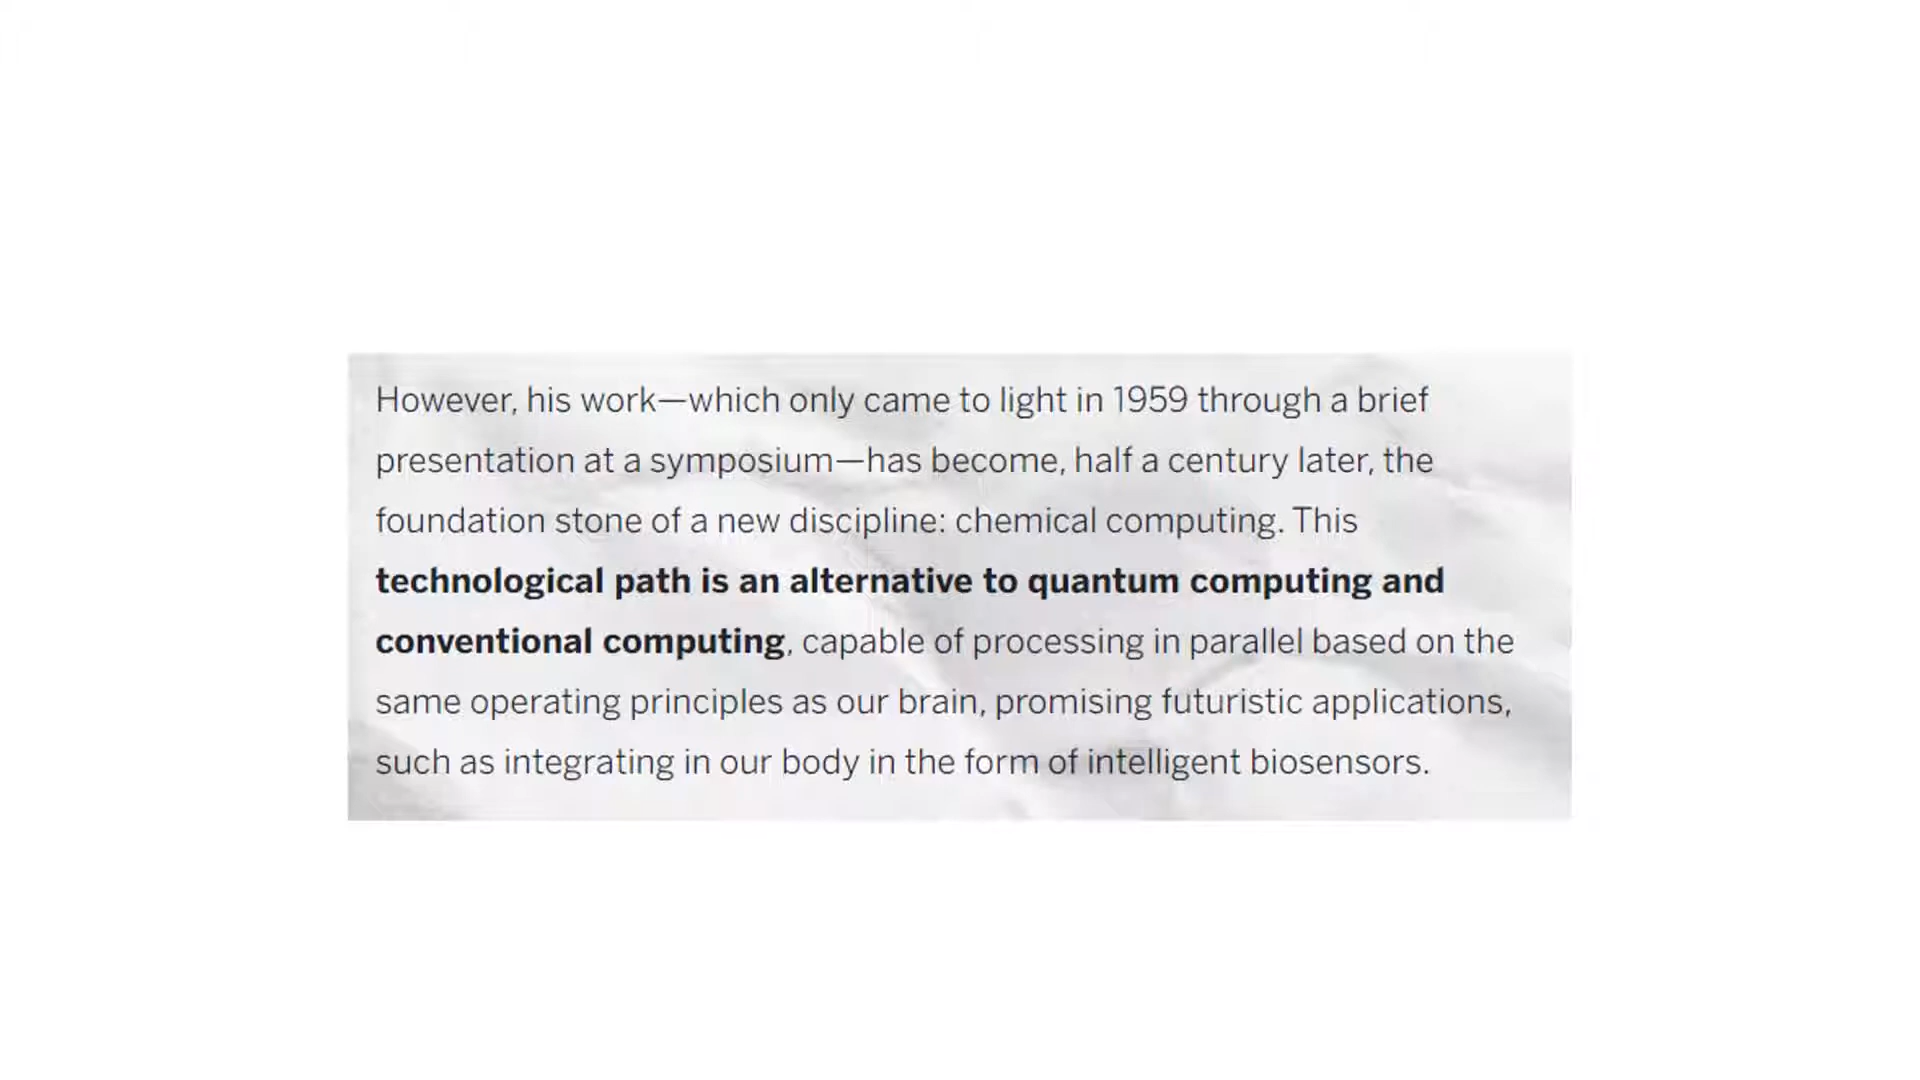 However, his work—which only came to light in 1959 through a brief
presentation at a symposium—has become, half a century later, the
foundation stone of a new discipline: chemical computing. This
technological path is an alternative to quantum computing and
conventional computing, capable of processing in parallel based on the
same operating principles as our brain, promising futuristic applications,
such as integrating in our body in the form of intelligent biosensors.